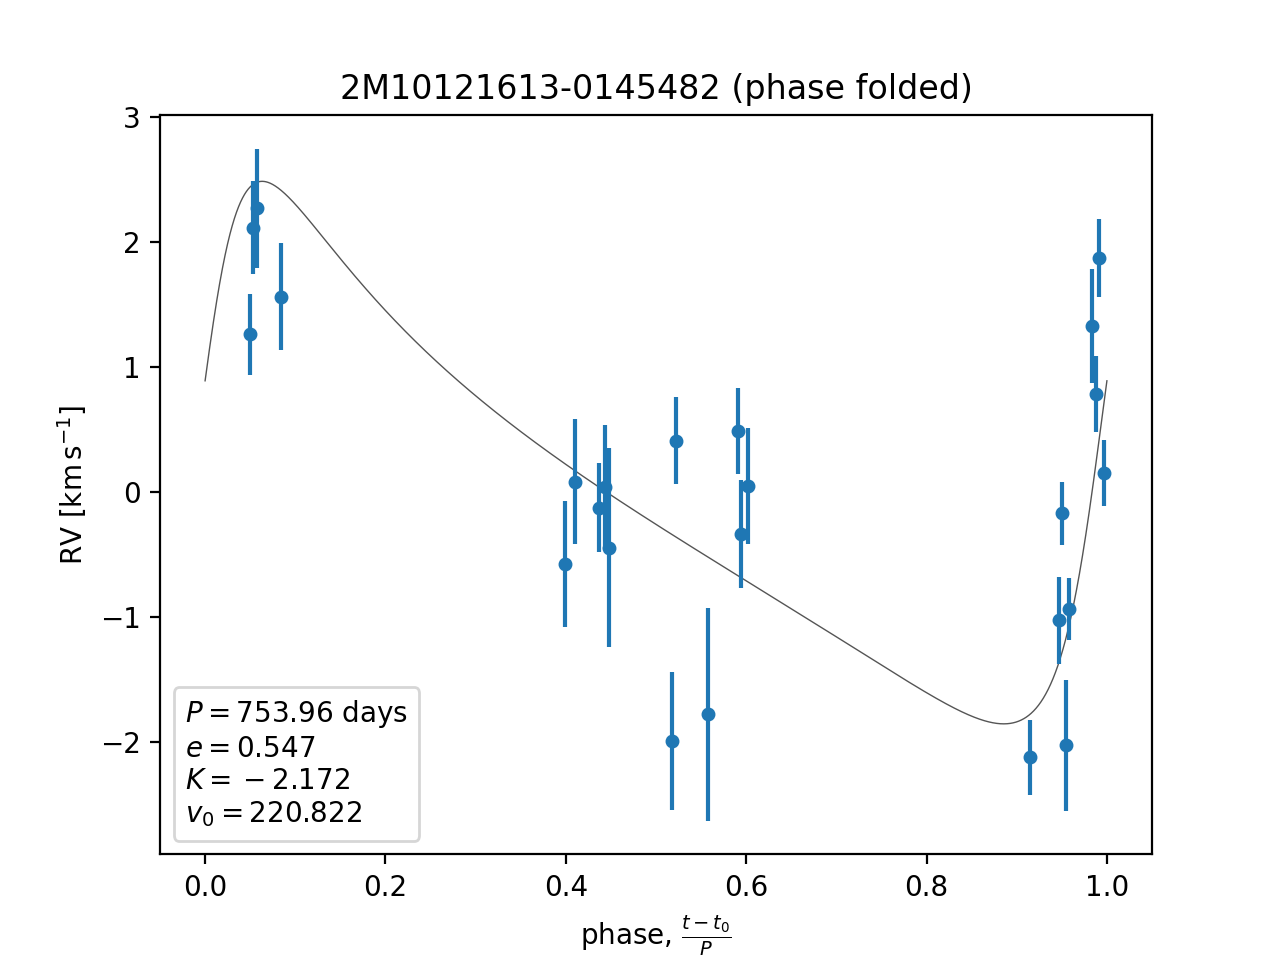 2M10121613-0145482 (phase folded)
3
2
1
0
−1
−2
RV [km s⁻¹]
P = 753.96 days
e = 0.547
K = −2.172
v₀ = 220.822
0.0 0.2 0.4 0.6 0.8 1.0
phase, (t − t₀)/P